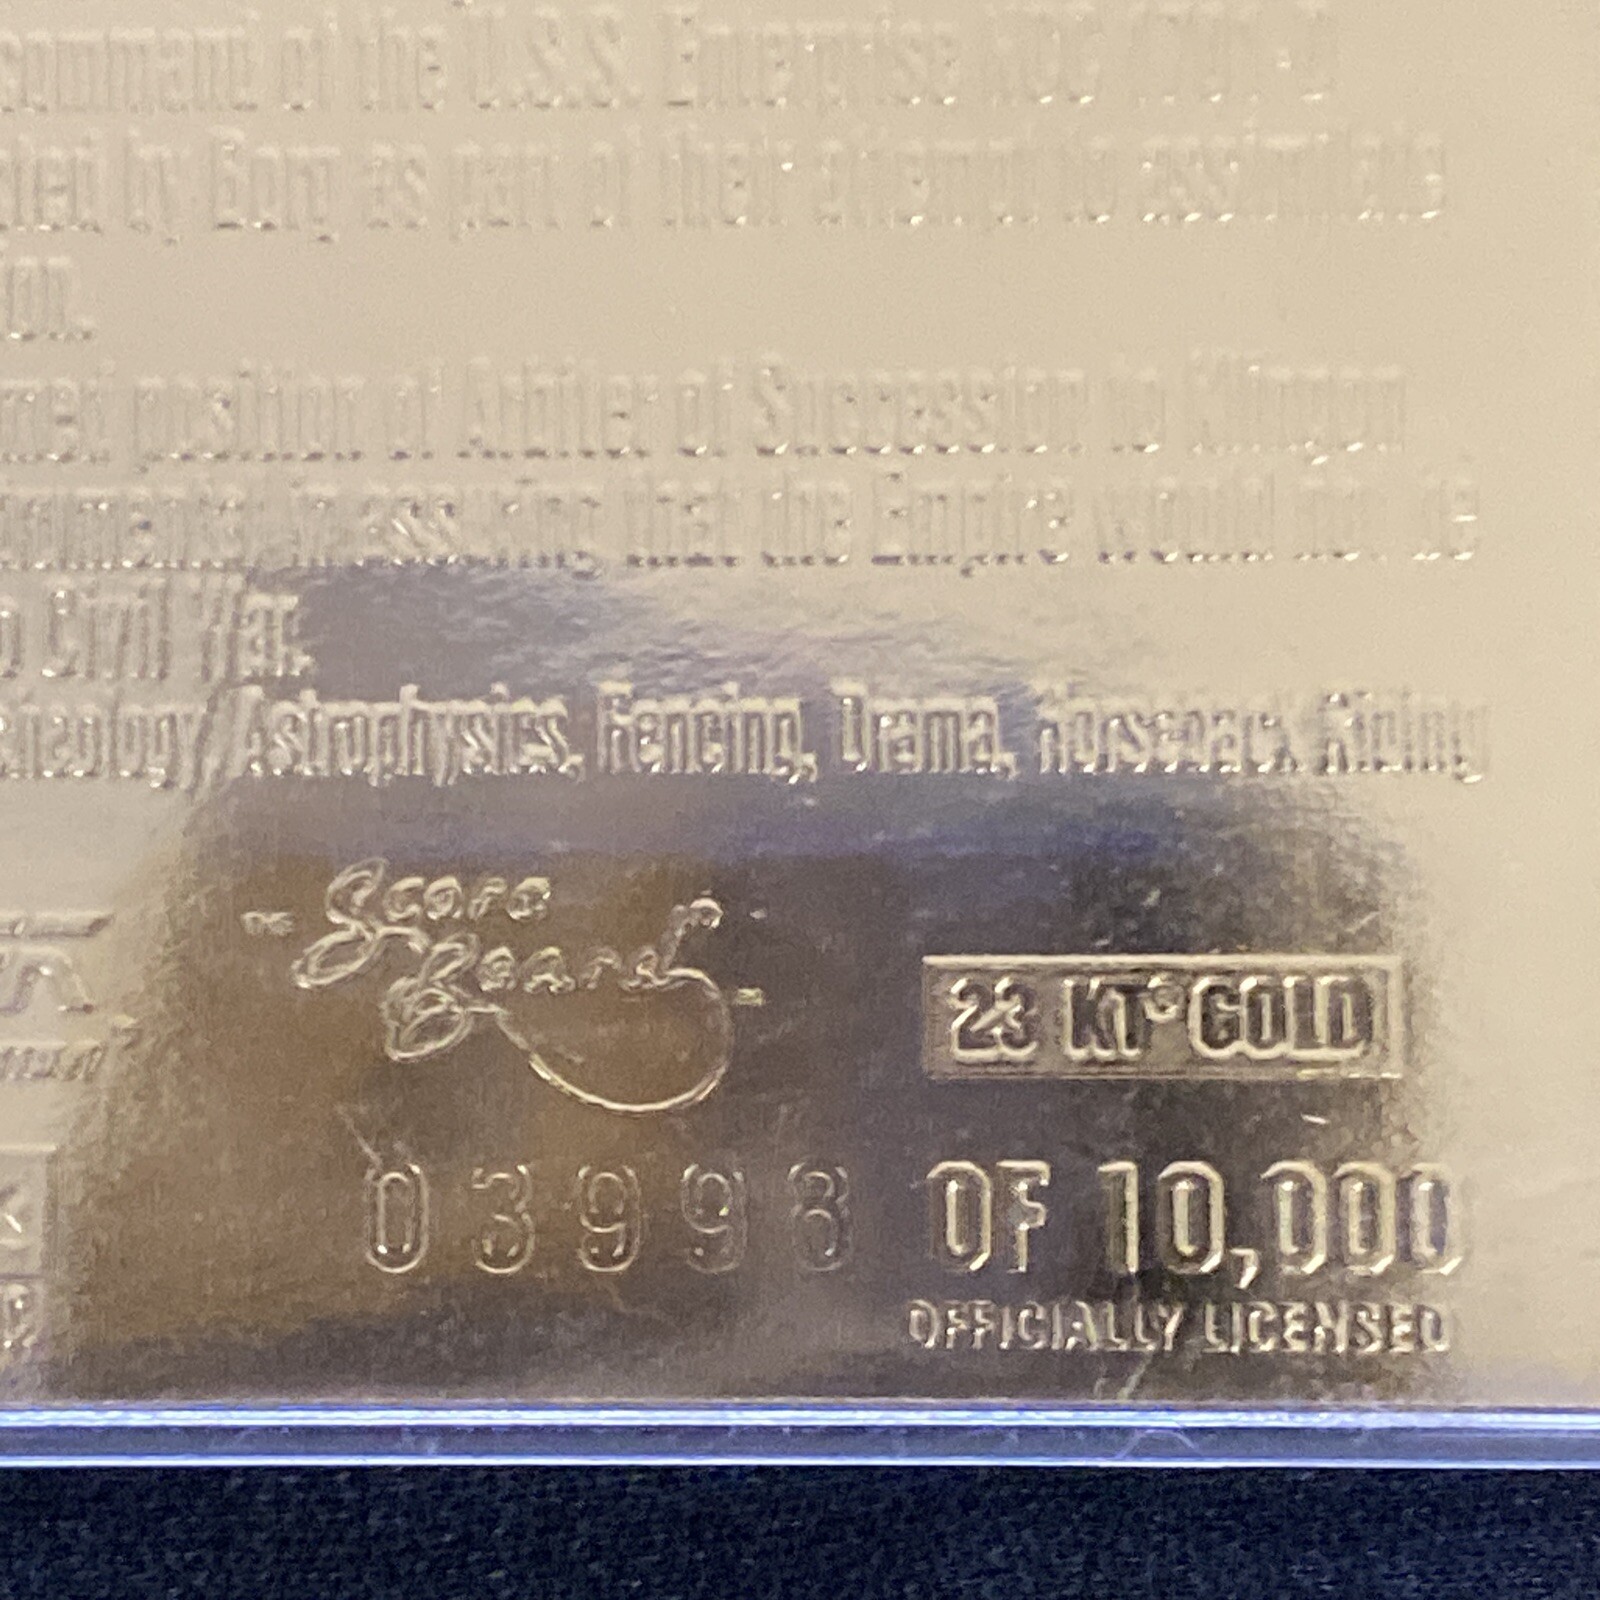 command of the U.S.S. Enterprise NCC 1701-D
by Borg as part of their attempt to assimilate
position of Arbiter of Succession to Klingon
in assuring that the Empire would not be
Civil War.
Astrophysics, Fencing, Drama, Horseback Riding
THE Score Board
23 KT° GOLD
03998 OF 10,000
OFFICIALLY LICENSED